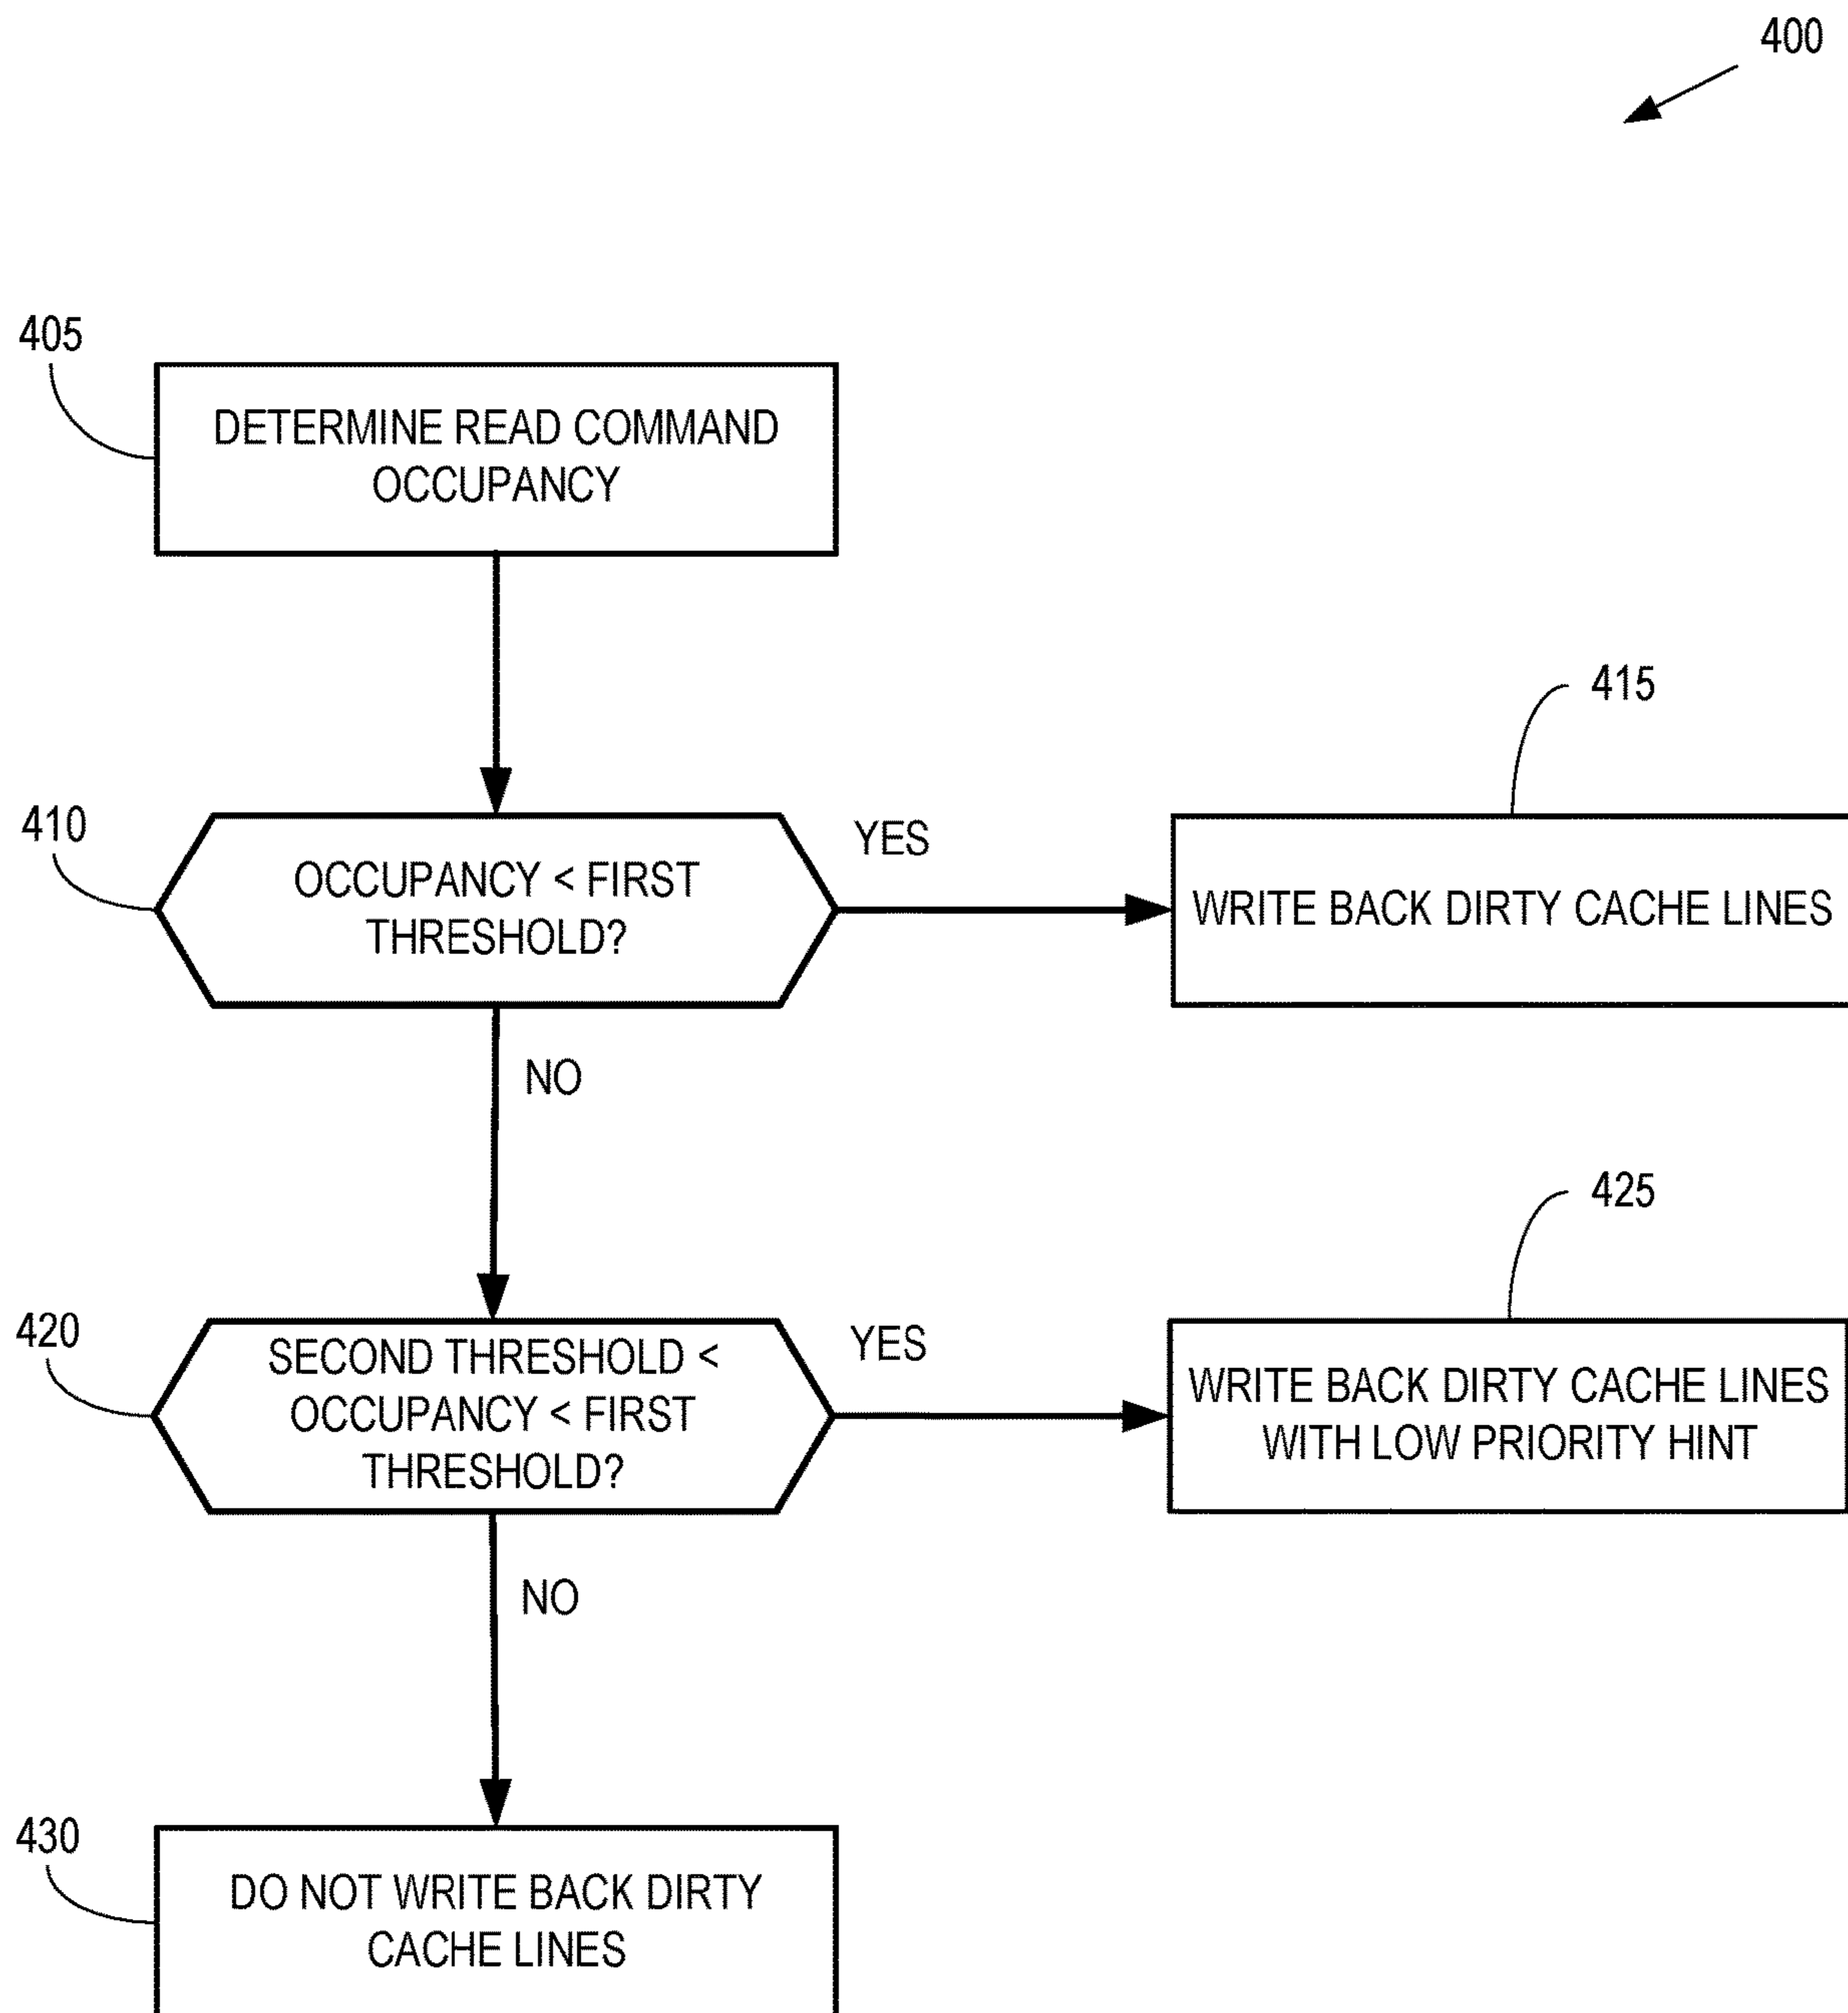 400
405
DETERMINE READ COMMAND
OCCUPANCY
415
410
OCCUPANCY < FIRST
THRESHOLD?
YES
WRITE BACK DIRTY CACHE LINES
NO
425
420
SECOND THRESHOLD <
OCCUPANCY < FIRST
THRESHOLD?
YES
WRITE BACK DIRTY CACHE LINES
WITH LOW PRIORITY HINT
NO
430
DO NOT WRITE BACK DIRTY
CACHE LINES